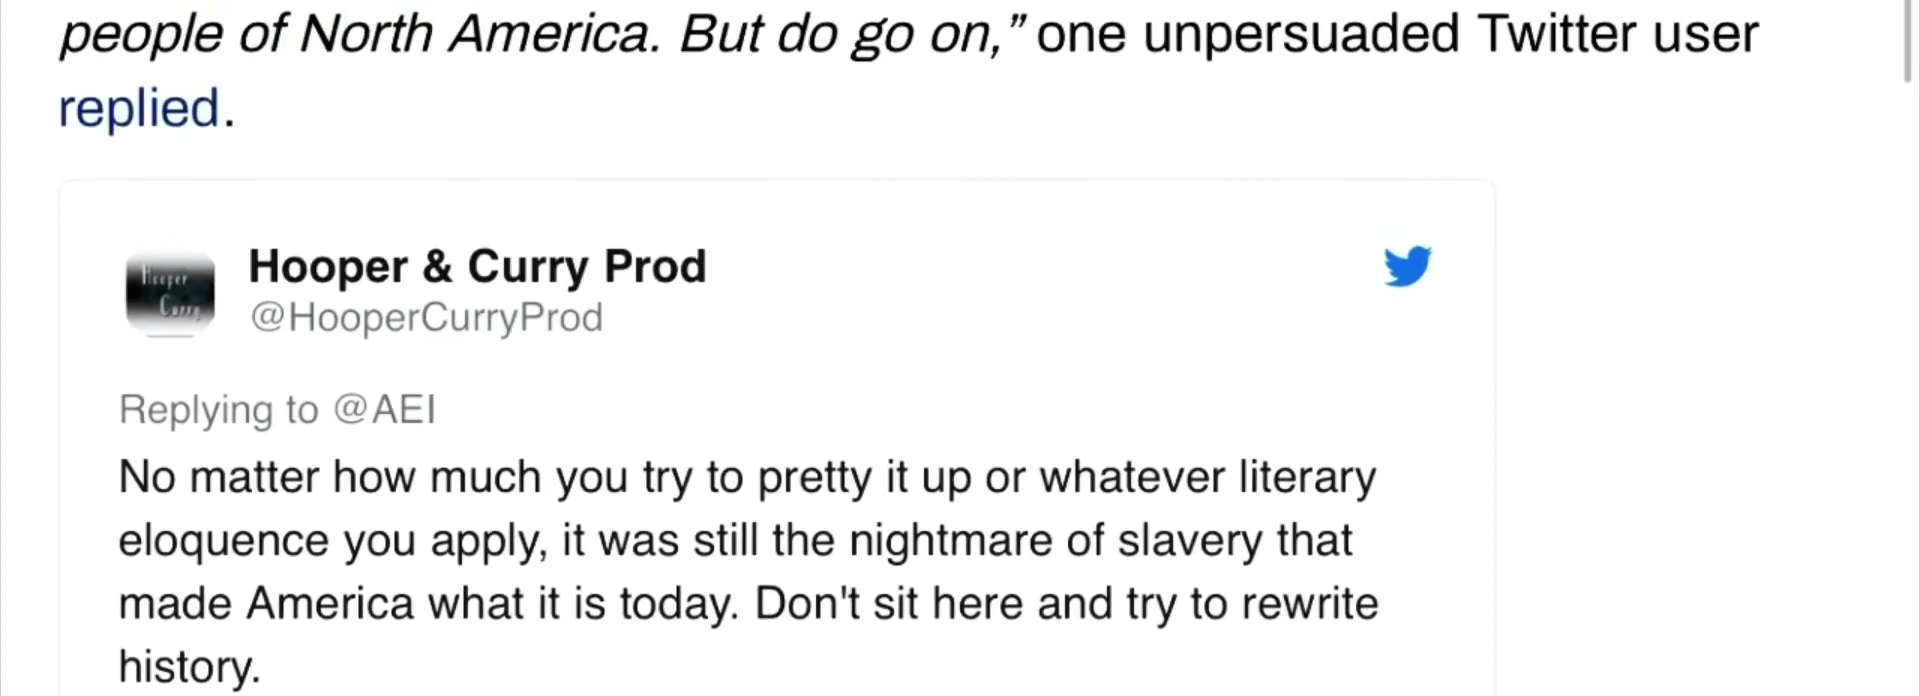 people of North America. But do go on,” one unpersuaded Twitter user
replied.
Hooper & Curry Prod
@HooperCurryProd
Hooper
Curry
Replying to @AEI
No matter how much you try to pretty it up or whatever literary
eloquence you apply, it was still the nightmare of slavery that
made America what it is today. Don't sit here and try to rewrite
history.